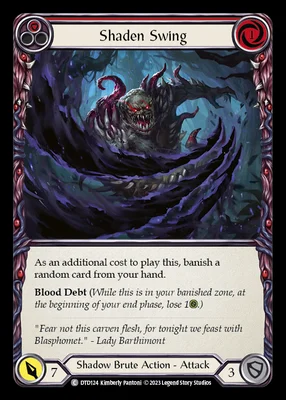 Shaden Swing
As an additional cost to play this, banish a
random card from your hand.
Blood Debt (While this is in your banished zone, at
the beginning of your end phase, lose 1.)
"Fear not this carven flesh, for tonight we feast with
Blasphomet." - Lady Barthimont
7
Shadow Brute Action - Attack
3
C DTD124 Kimberly Pantoni © 2023 Legend Story Studios